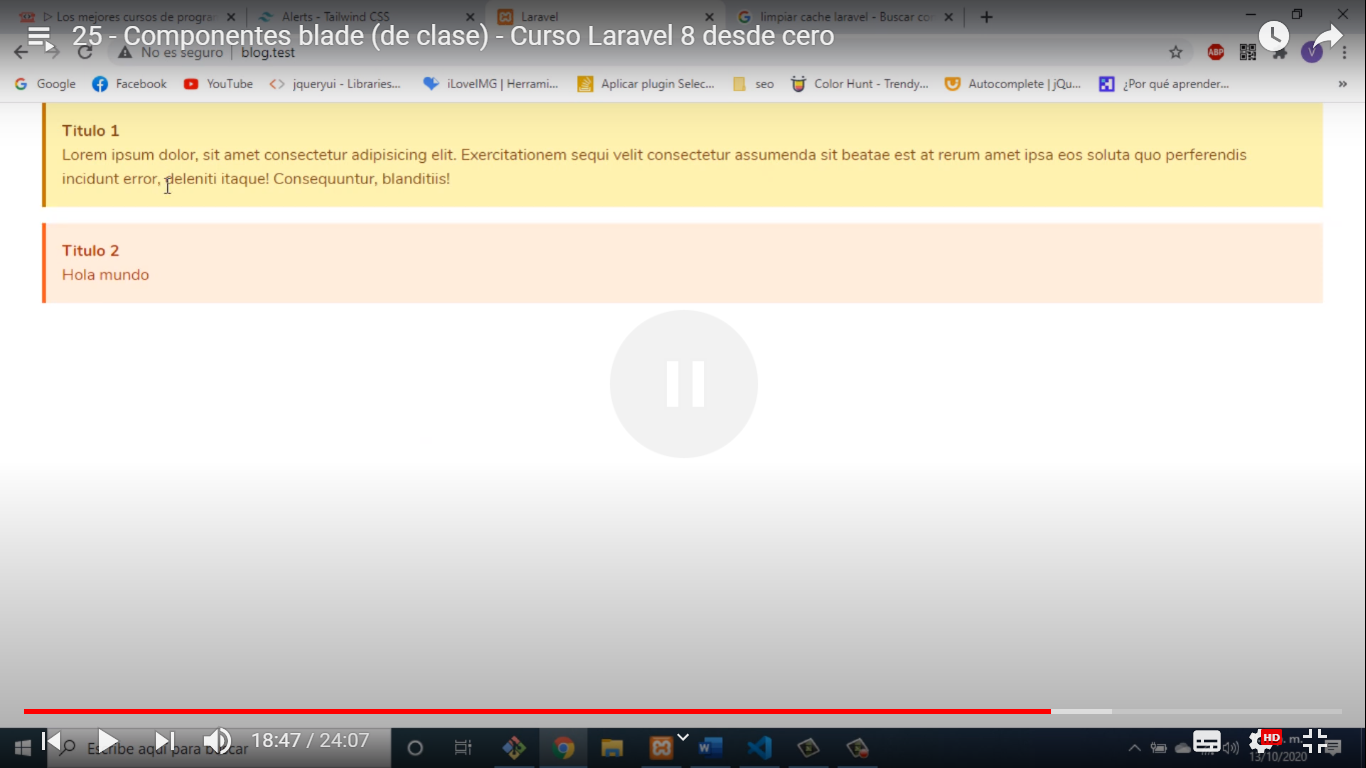 ▷ Los mejores cursos de progra
Alerts - Tailwind CSS
Laravel
limpiar cache laravel - Buscar co
25 - Componentes blade (de clase) - Curso Laravel 8 desde cero
No es seguro | blog.test
ABP
V
Google
Facebook
YouTube
<> jqueryui - Libraries...
iLoveIMG | Herrami...
Aplicar plugin Selec...
seo
Color Hunt - Trendy...
Autocomplete | jQu...
¿Por qué aprender...
»
Titulo 1
Lorem ipsum dolor, sit amet consectetur adipisicing elit. Exercitationem sequi velit consectetur assumenda sit beatae est at rerum amet ipsa eos soluta quo perferendis
incidunt error, deleniti itaque! Consequuntur, blanditiis!
Titulo 2
Hola mundo
Escribe aquí para buscar
18:47 / 24:07
HD
m.
13/10/2020